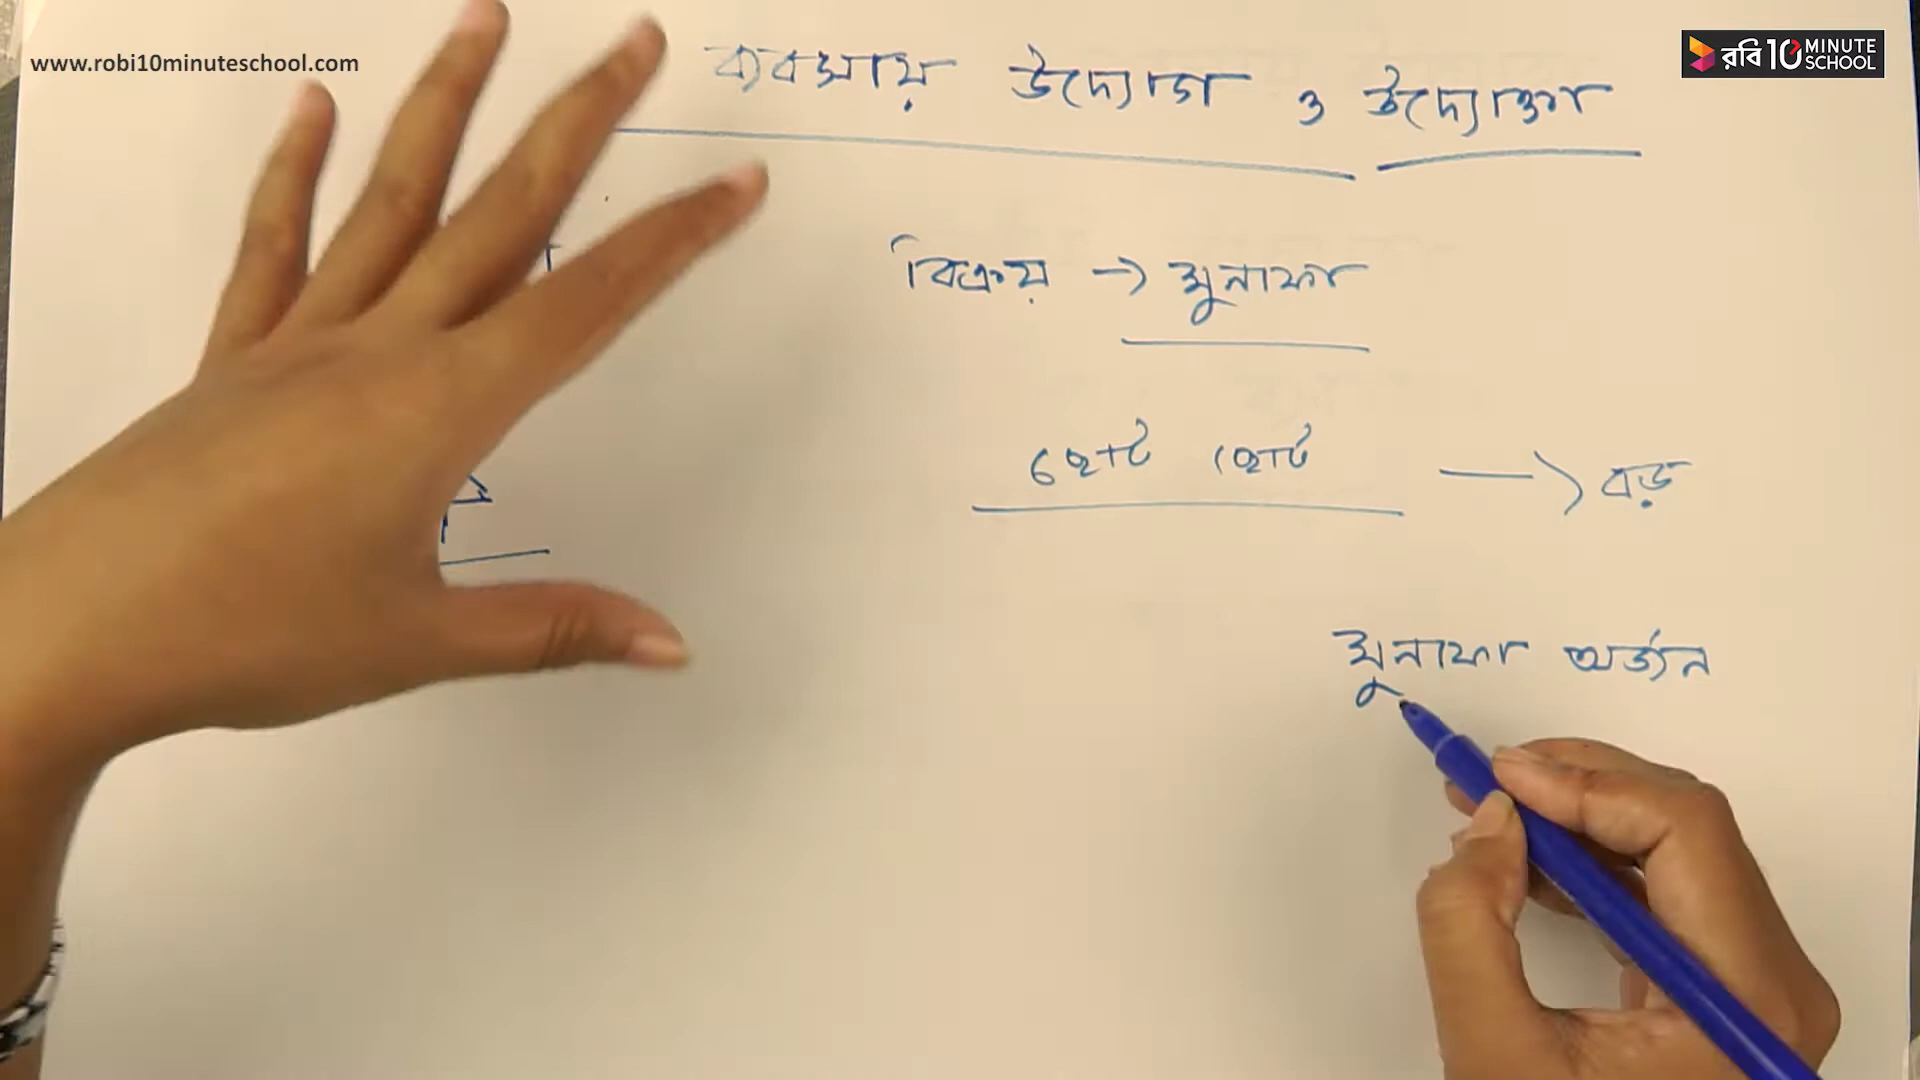 www.robi10minuteschool.com
রবি 10 MINUTE SCHOOL
ব্যবসায় উদ্যোগ ও উদ্যোক্তা
বিক্রয় → মুনাফা
ছোট ছোট → বড়
মুনাফা অর্জন